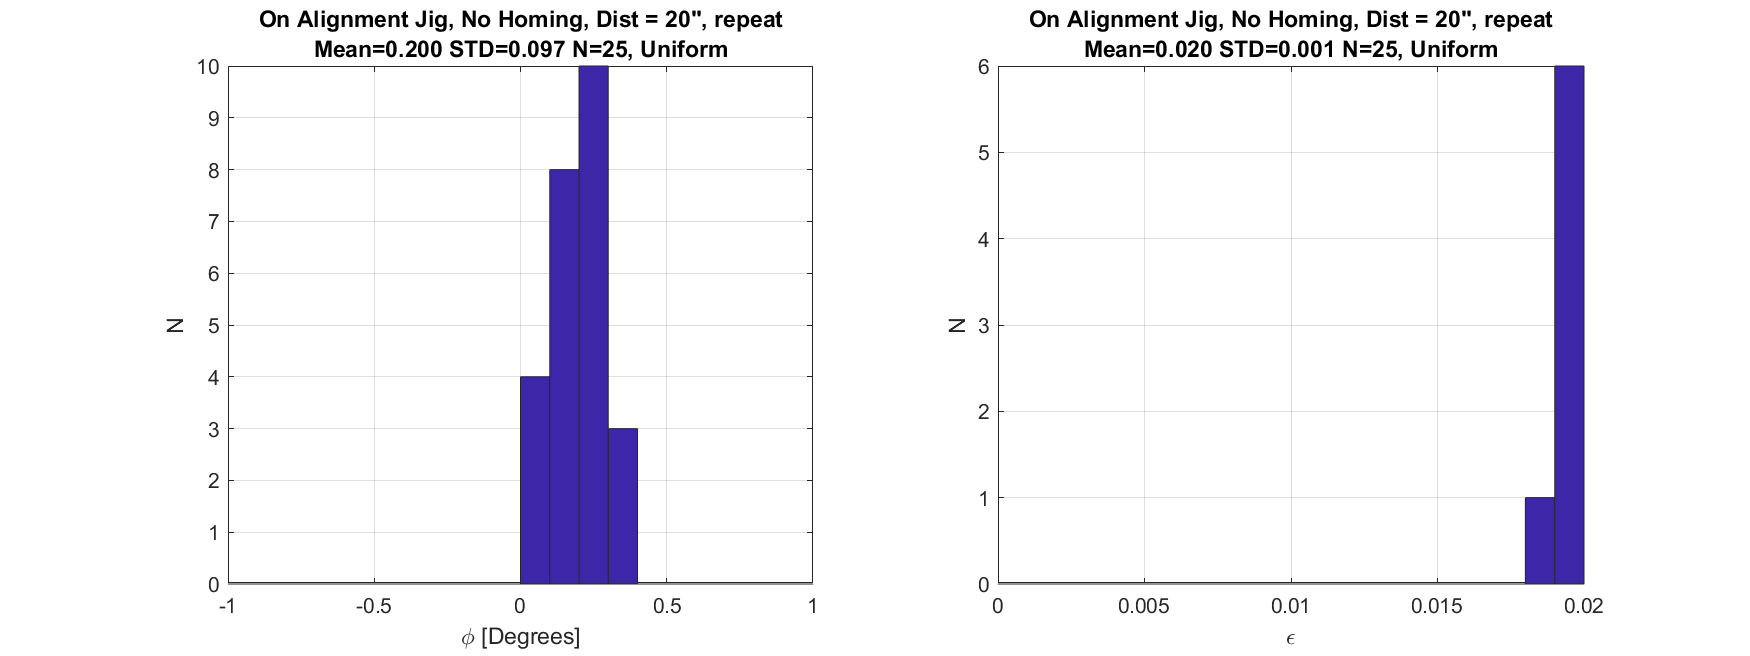 On Alignment Jig, No Homing, Dist = 20", repeat
Mean=0.200 STD=0.097 N=25, Uniform
10
9
8
7
6
5
4
3
2
1
0
N
-1 -0.5 0 0.5 1
ϕ [Degrees]
On Alignment Jig, No Homing, Dist = 20", repeat
Mean=0.020 STD=0.001 N=25, Uniform
6
5
4
3
2
1
0
N
0 0.005 0.01 0.015 0.02
ϵ